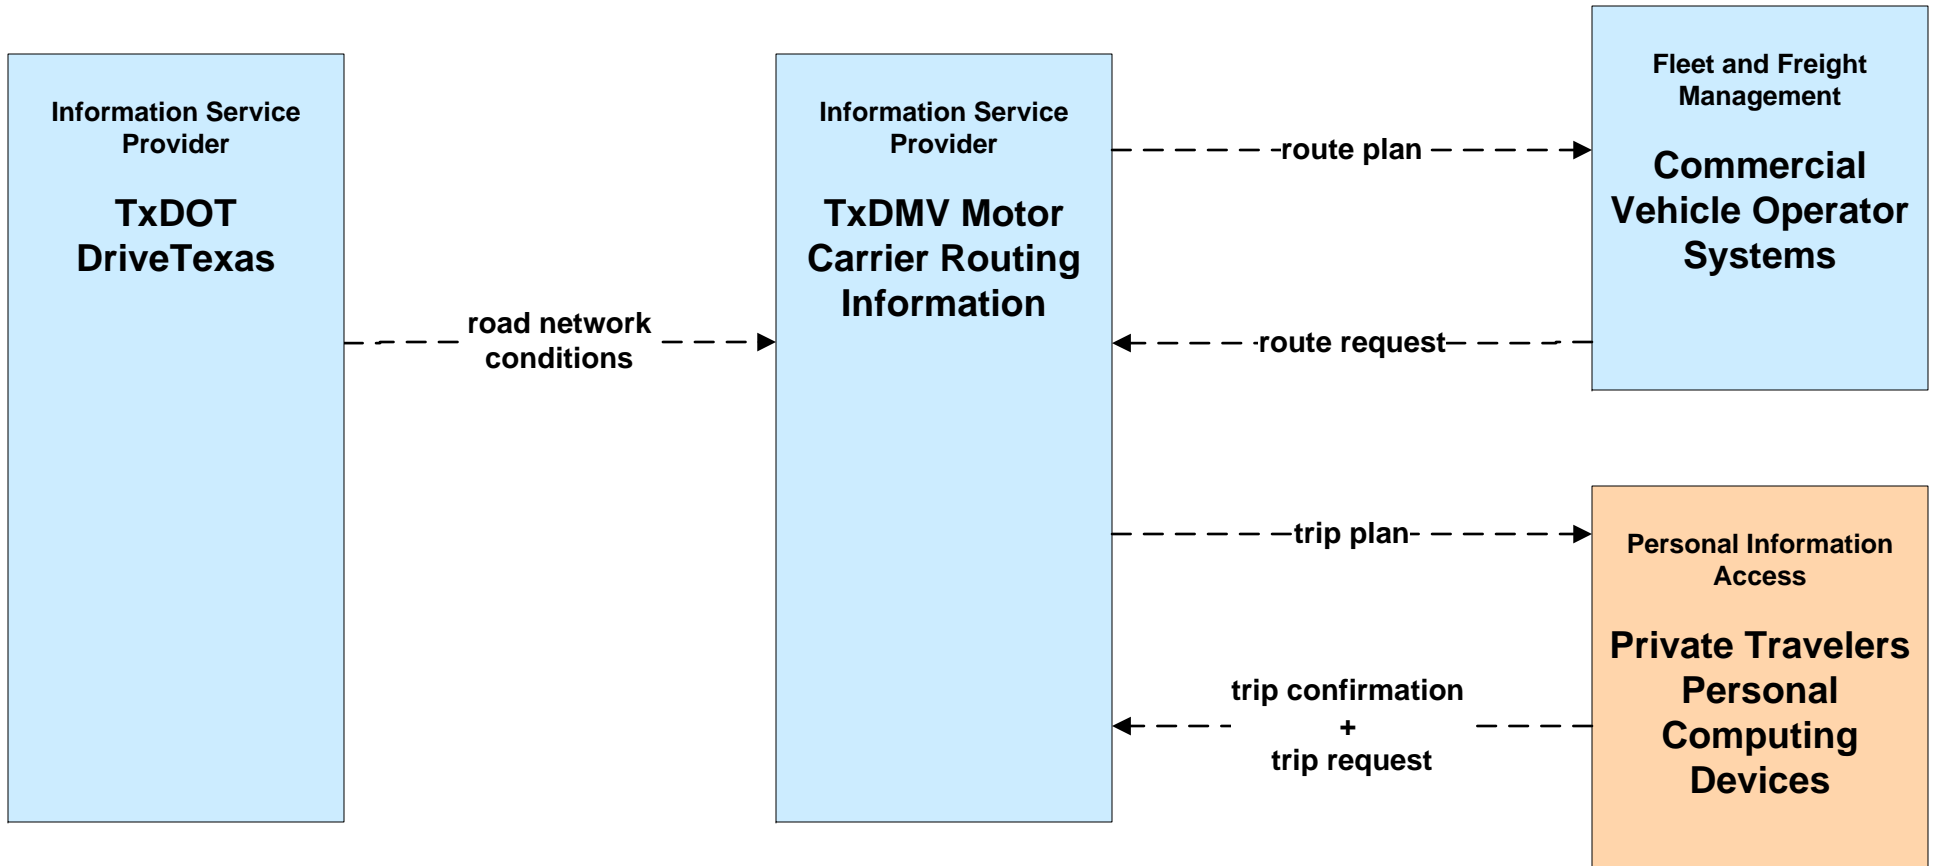 Information Service
Provider
TxDOT
DriveTexas
road network
conditions
Information Service
Provider
TxDMV Motor
Carrier Routing
Information
route plan
route request
trip plan
trip confirmation
+
trip request
Fleet and Freight
Management
Commercial
Vehicle Operator
Systems
Personal Information
Access
Private Travelers
Personal
Computing
Devices